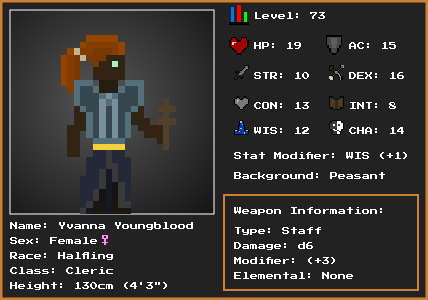 Level: 73
HP: 19 AC: 15
STR: 10 DEX: 16
CON: 13 INT: 8
WIS: 12 CHA: 14
Stat Modifier: WIS (+1)
Background: Peasant
Weapon Information:
Type: Staff
Damage: d6
Modifier: (+3)
Elemental: None
Name: Yvanna Youngblood
Sex: Female♀
Race: Halfling
Class: Cleric
Height: 130cm (4'3")